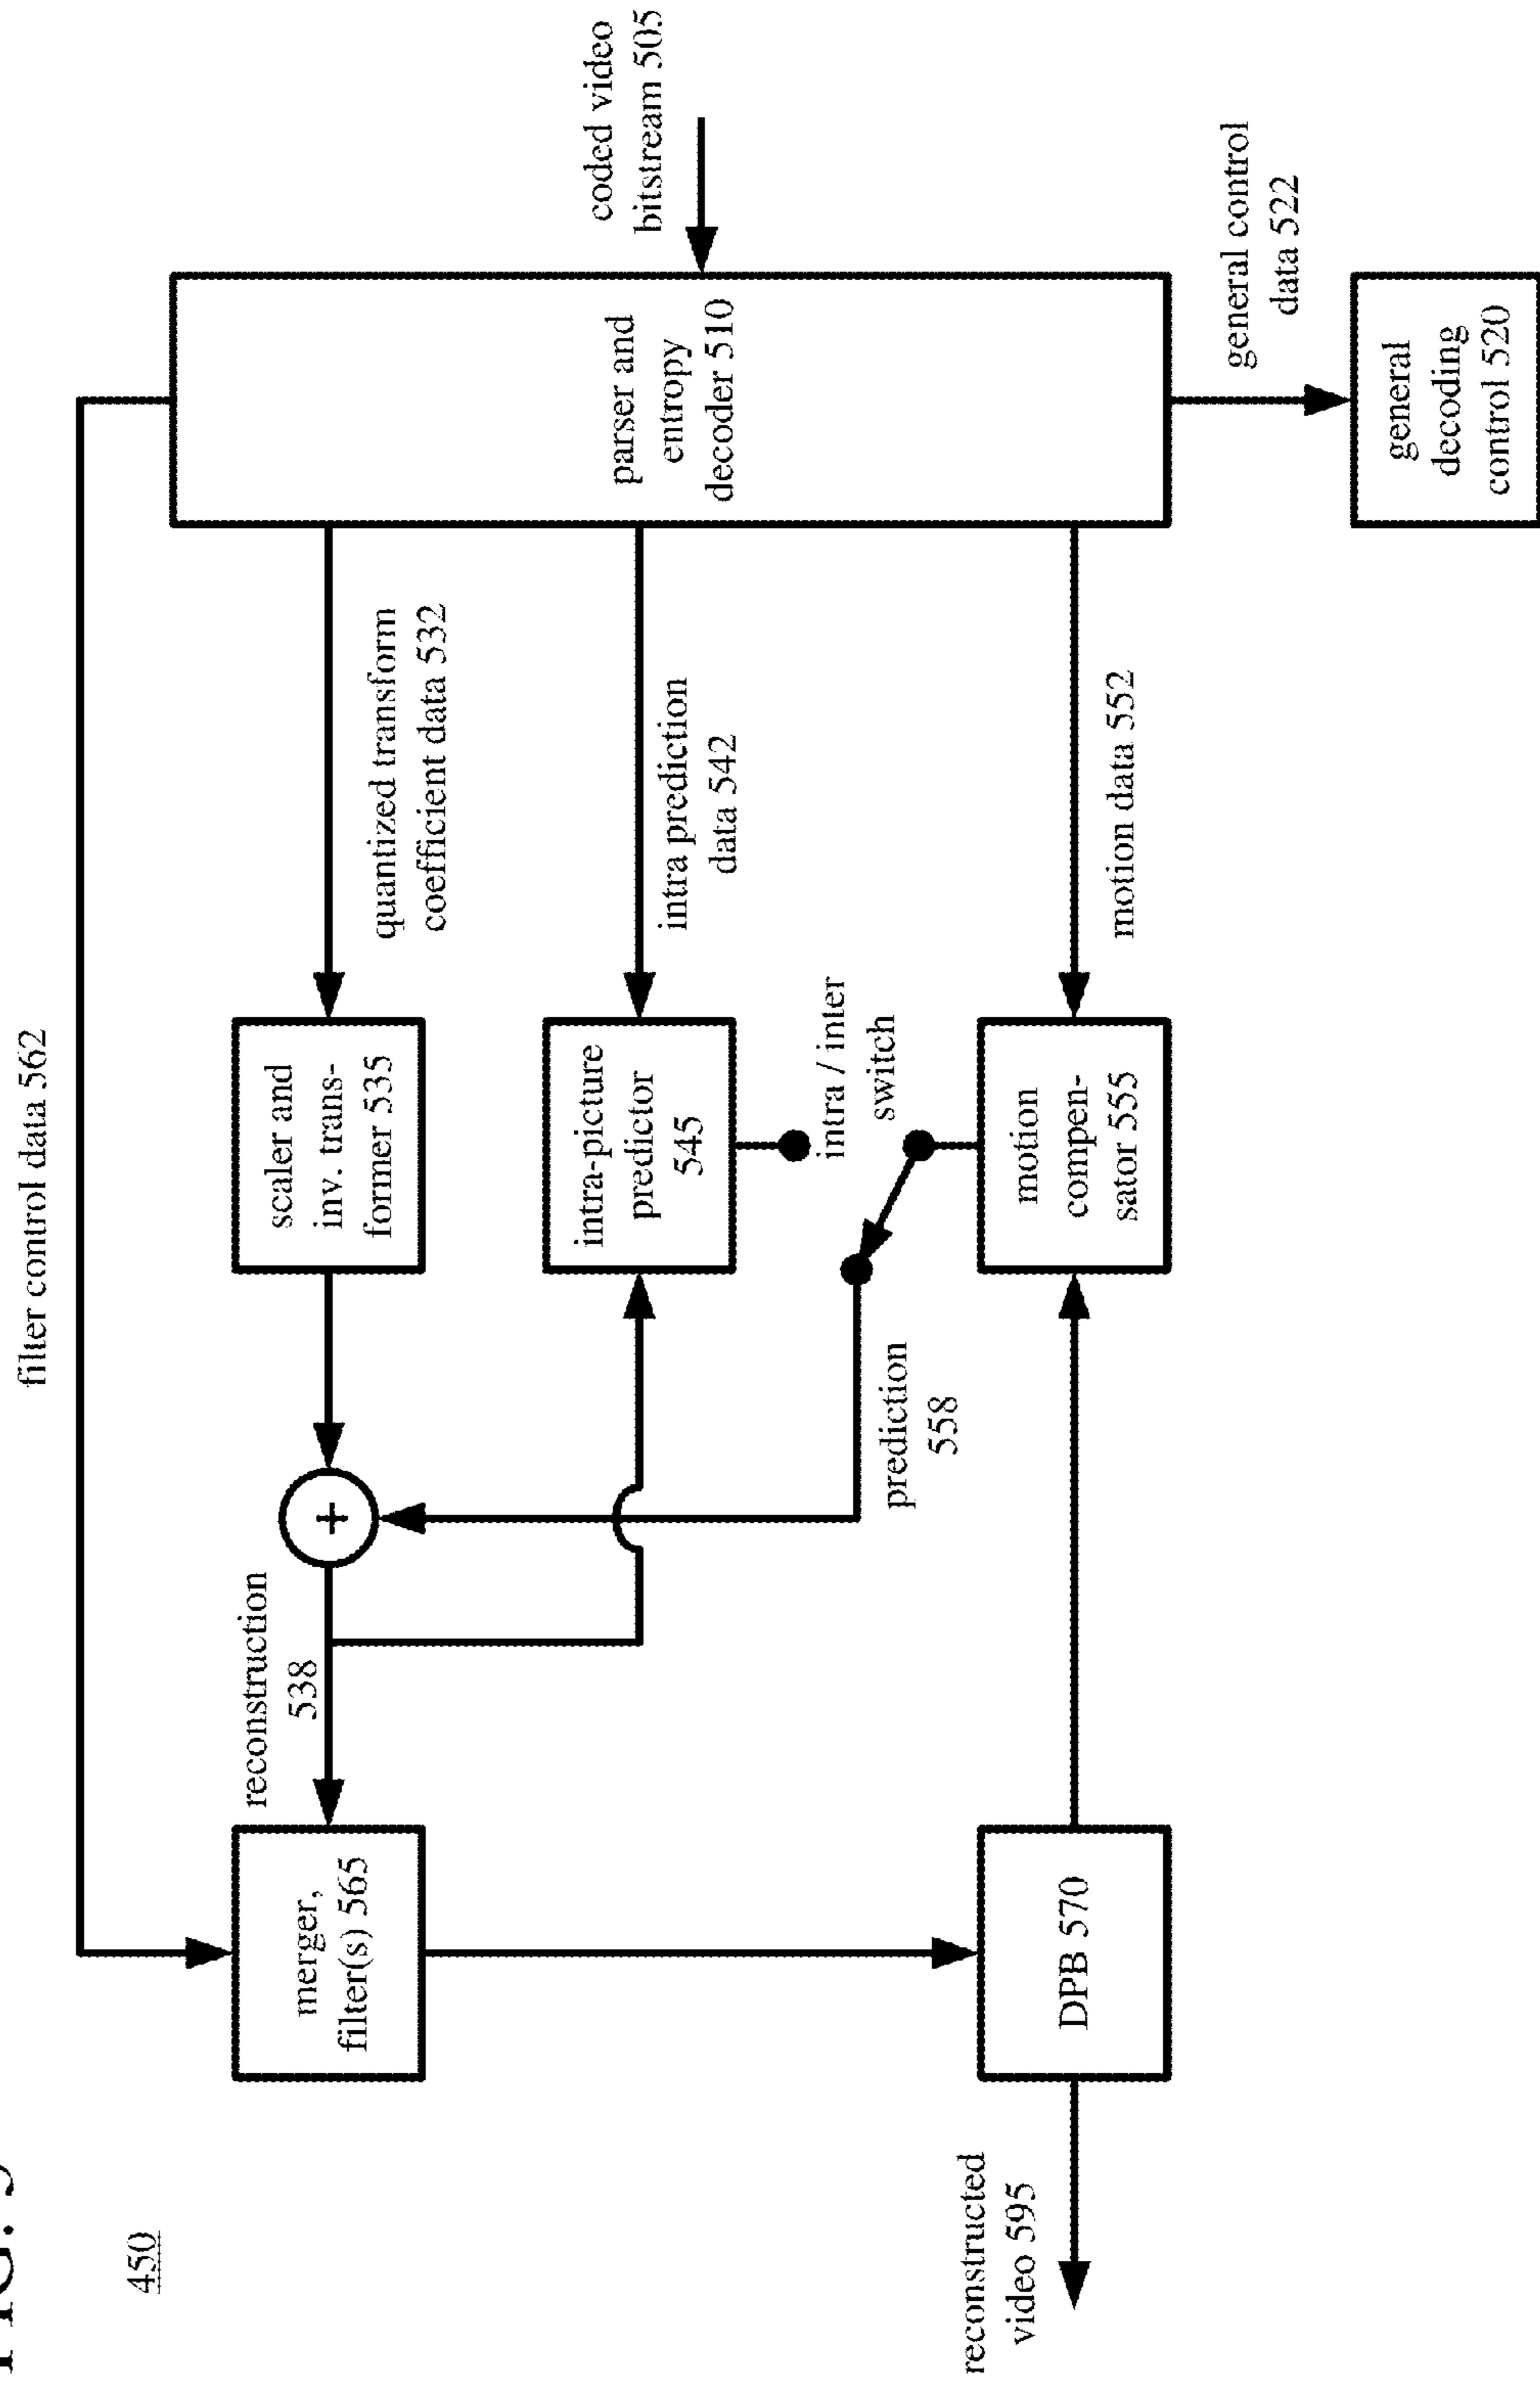 FIG. 5
450
filter control data 562
reconstructed
video 595
merger,
filter(s) 565
DPB 570
reconstruction
538
prediction
558
scaler and
inv. trans-
former 535
intra-picture
predictor
545
intra / inter
switch
motion
compen-
sator 555
quantized transform
coefficient data 532
intra prediction
data 542
motion data 552
parser and
entropy
decoder 510
general
decoding
control 520
general control
data 522
coded video
bitstream 505
+